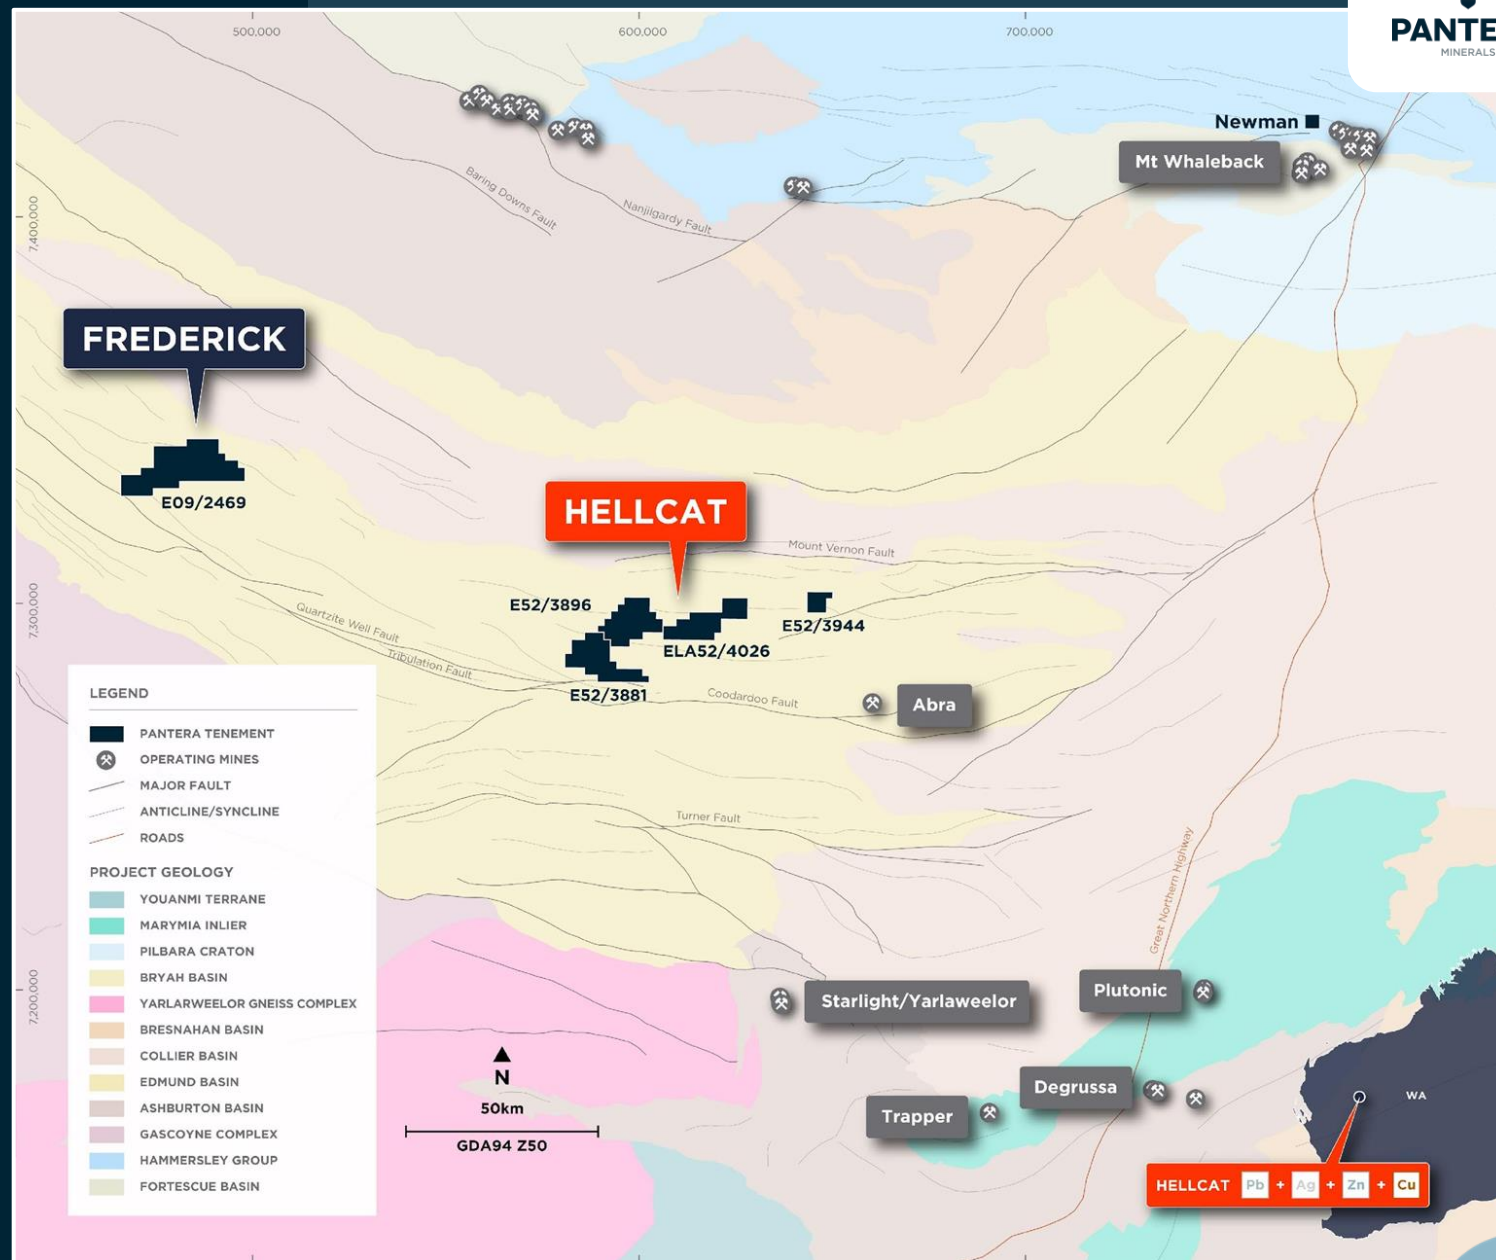 PANTE
MINERALS
500,000
600,000
700,000
7,400,000
7,300,000
7,200,000
Newman
Mt Whaleback
Baring Downs Fault
Nanjilgardy Fault
FREDERICK
E09/2469
HELLCAT
Mount Vernon Fault
E52/3896
E52/3944
ELA52/4026
E52/3881
Quartzite Well Fault
Tribulation Fault
Coodardoo Fault
Abra
Turner Fault
Great Northern Highway
LEGEND
PANTERA TENEMENT
OPERATING MINES
MAJOR FAULT
ANTICLINE/SYNCLINE
ROADS
PROJECT GEOLOGY
YOUANMI TERRANE
MARYMIA INLIER
PILBARA CRATON
BRYAH BASIN
YARLARWEELOR GNEISS COMPLEX
BRESNAHAN BASIN
COLLIER BASIN
EDMUND BASIN
ASHBURTON BASIN
GASCOYNE COMPLEX
HAMMERSLEY GROUP
FORTESCUE BASIN
Starlight/Yarlaweelor
Plutonic
Degrussa
Trapper
N
50km
GDA94 Z50
WA
HELLCAT Pb + Ag + Zn + Cu